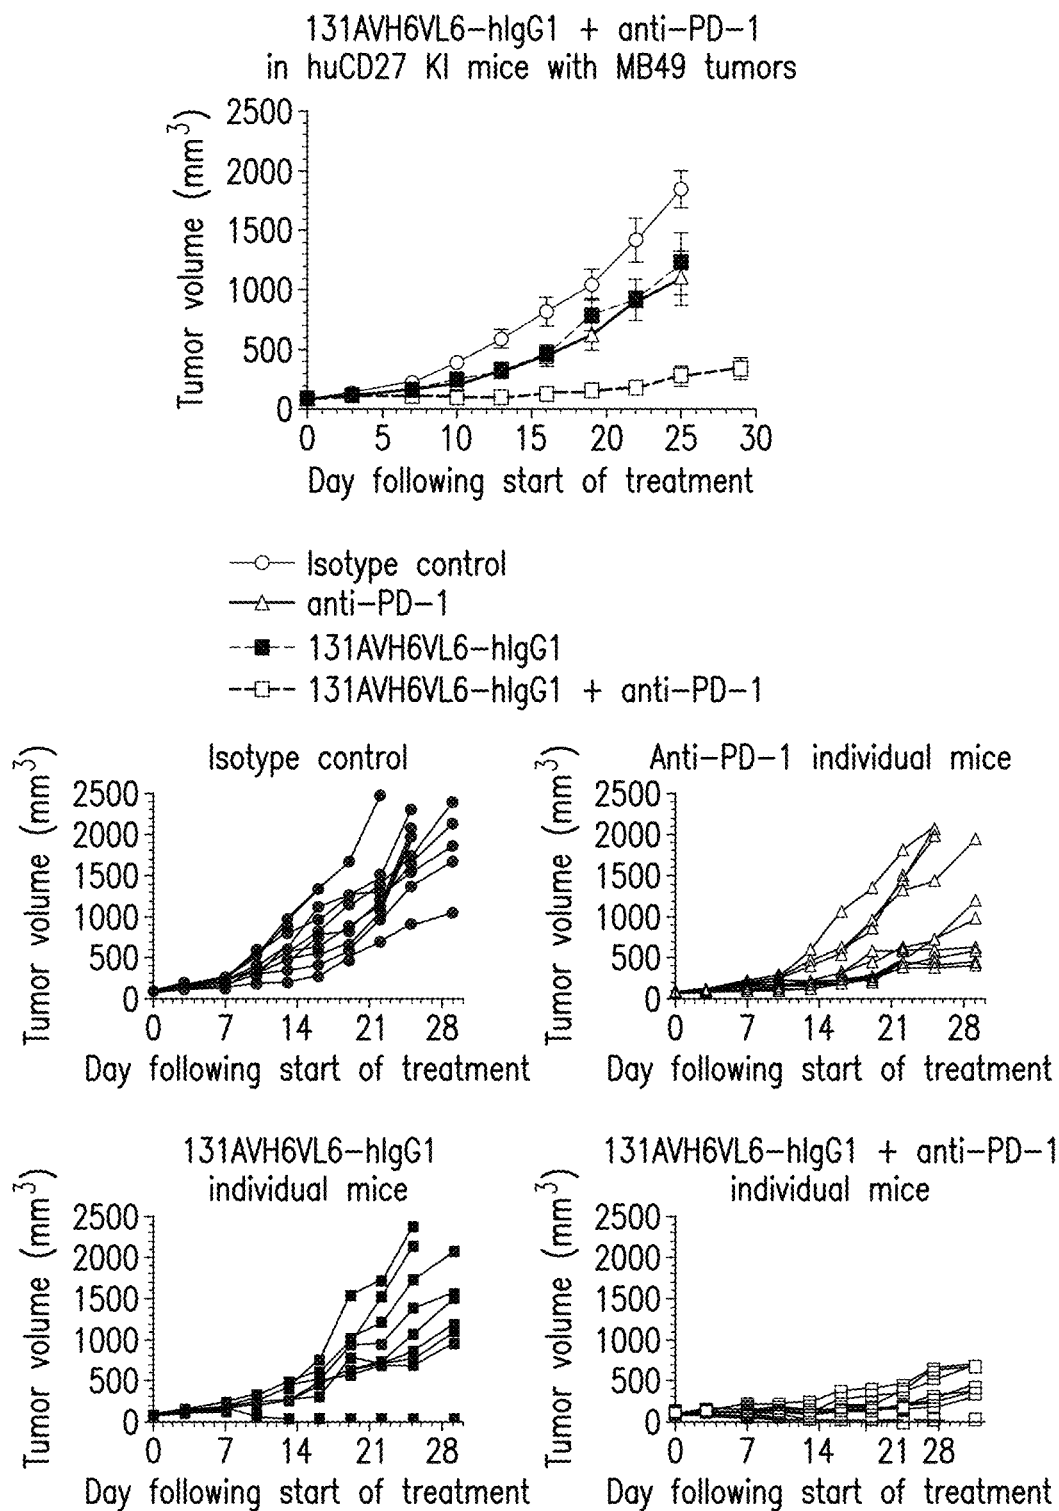 131AVH6VL6-hIgG1 + anti-PD-1
in huCD27 KI mice with MB49 tumors
Tumor volume (mm³)
2500
2000
1500
1000
500
0
0 5 10 15 20 25 30
Day following start of treatment
Isotype control
anti-PD-1
131AVH6VL6-hIgG1
131AVH6VL6-hIgG1 + anti-PD-1
Isotype control
Tumor volume (mm³)
2500
2000
1500
1000
500
0
0 7 14 21 28
Day following start of treatment
Anti-PD-1 individual mice
Tumor volume (mm³)
2500
2000
1500
1000
500
0
0 7 14 21 28
Day following start of treatment
131AVH6VL6-hIgG1
individual mice
Tumor volume (mm³)
2500
2000
1500
1000
500
0
0 7 14 21 28
Day following start of treatment
131AVH6VL6-hIgG1 + anti-PD-1
individual mice
Tumor volume (mm³)
2500
2000
1500
1000
500
0
0 7 14 21 28
Day following start of treatment